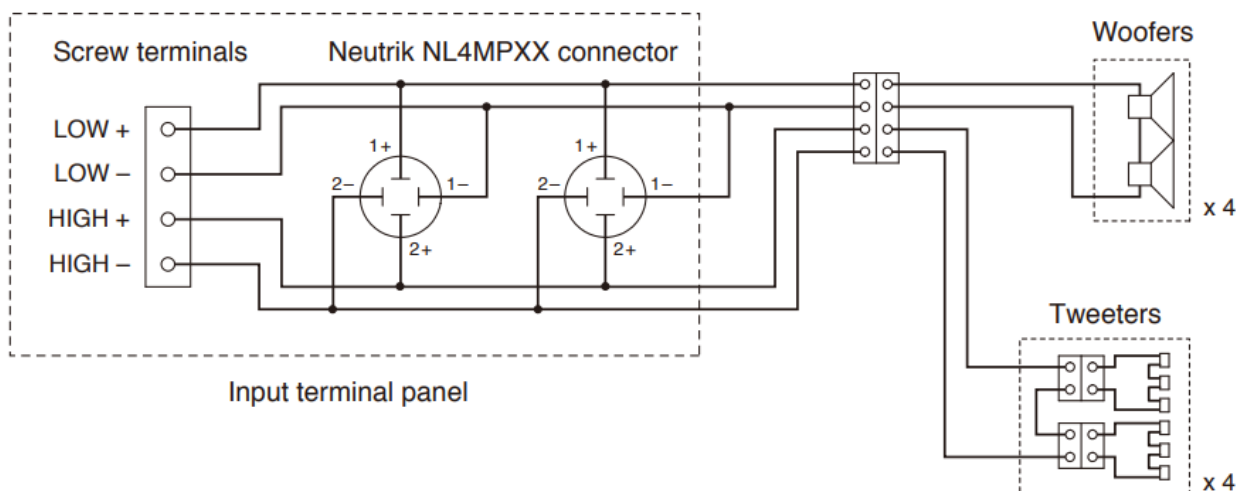 Screw terminals
Neutrik NL4MPXX connector
Woofers
LOW +
LOW –
HIGH +
HIGH –
1+
2–
1–
2+
1+
2–
1–
2+
x 4
Tweeters
Input terminal panel
x 4